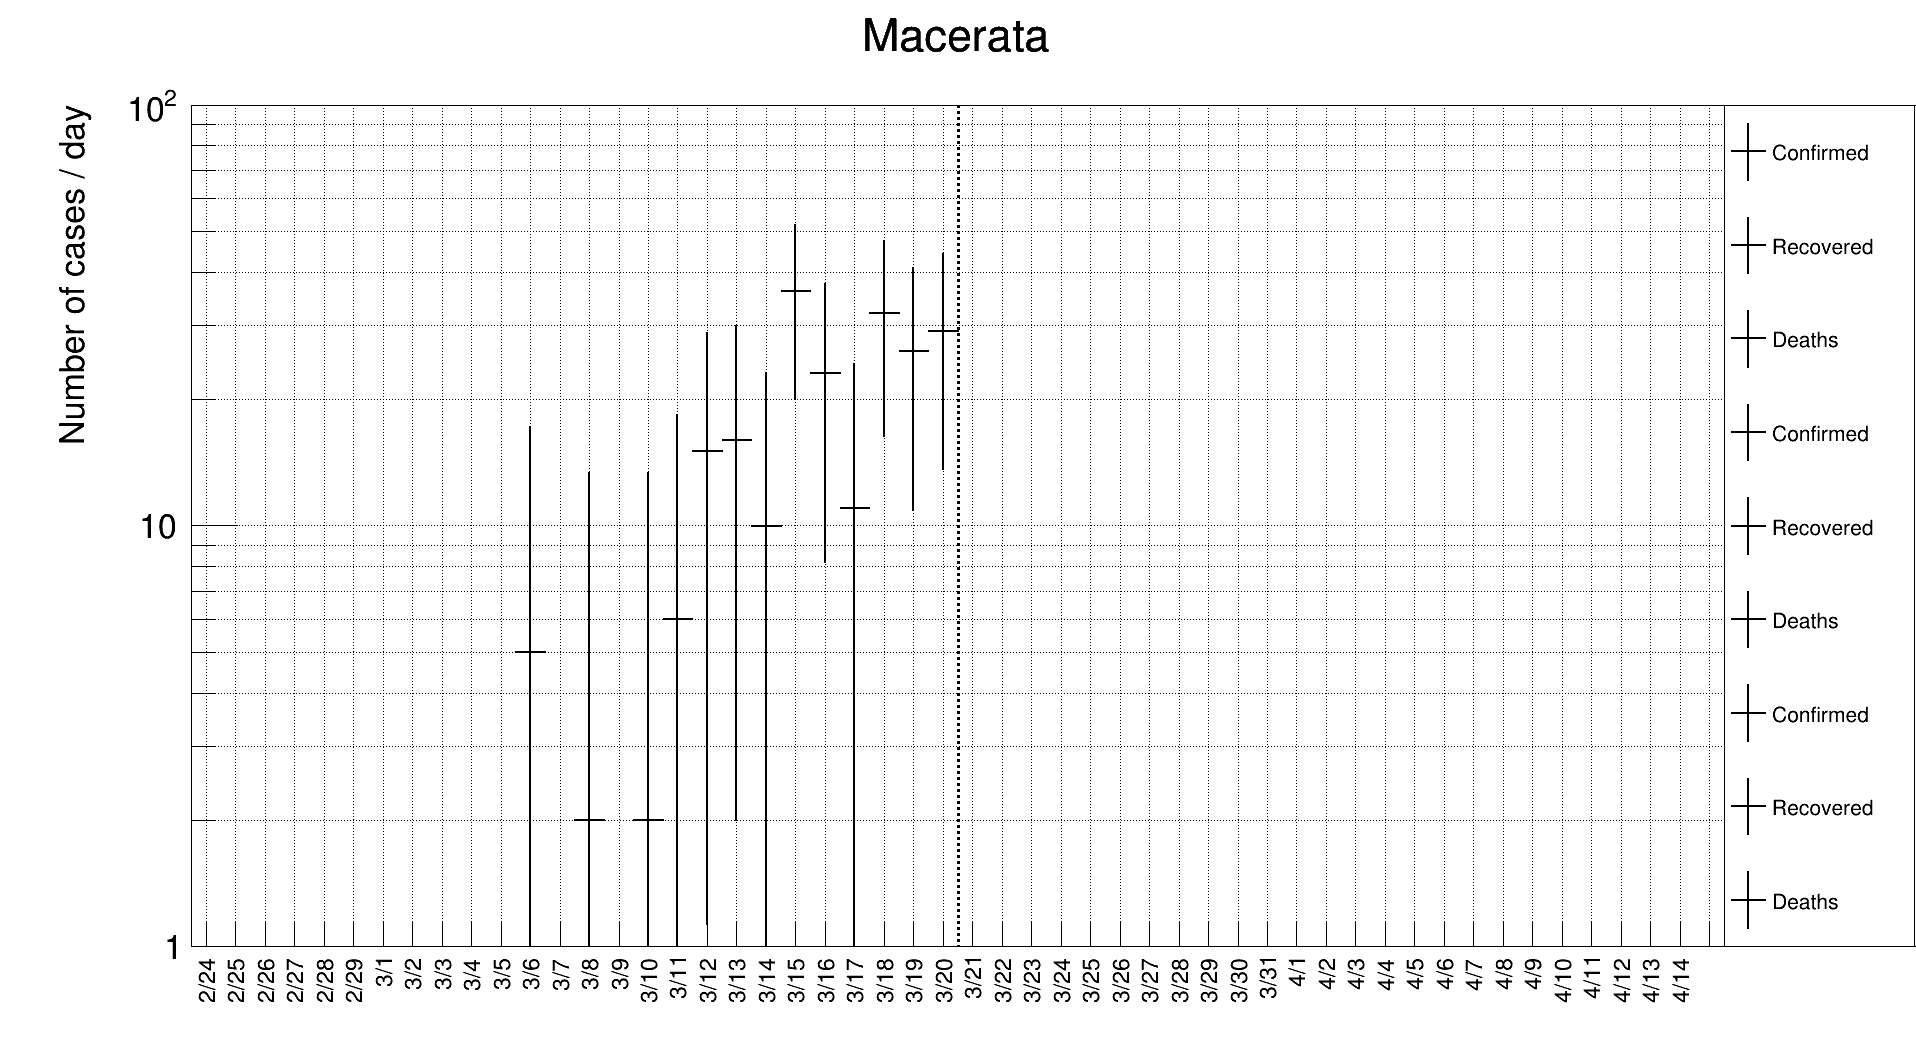 Macerata
Number of cases / day
10²
10
1
2/24 2/25 2/26 2/27 2/28 2/29 3/1 3/2 3/3 3/4 3/5 3/6 3/7 3/8 3/9 3/10 3/11 3/12 3/13 3/14 3/15 3/16 3/17 3/18 3/19 3/20 3/21 3/22 3/23 3/24 3/25 3/26 3/27 3/28 3/29 3/30 3/31 4/1 4/2 4/3 4/4 4/5 4/6 4/7 4/8 4/9 4/10 4/11 4/12 4/13 4/14
Confirmed
Recovered
Deaths
Confirmed
Recovered
Deaths
Confirmed
Recovered
Deaths